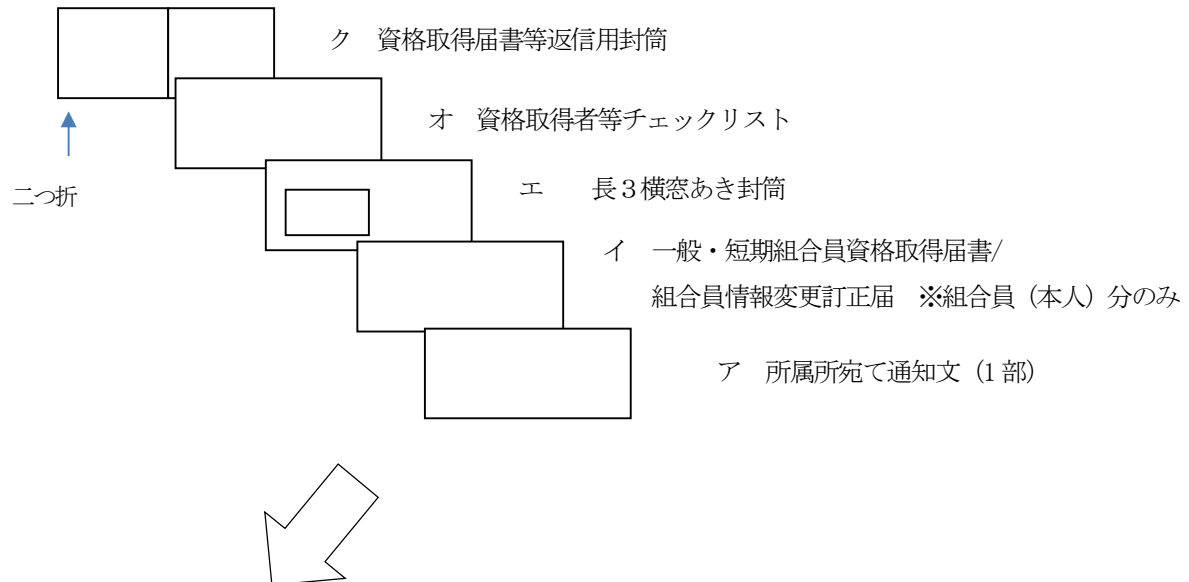 ク　資格取得届書等返信用封筒
オ　資格取得者等チェックリスト
二つ折
エ　　長３横窓あき封筒
イ　一般・短期組合員資格取得届書/
組合員情報変更訂正届　※組合員（本人）分のみ
ア　所属所宛て通知文（1部）